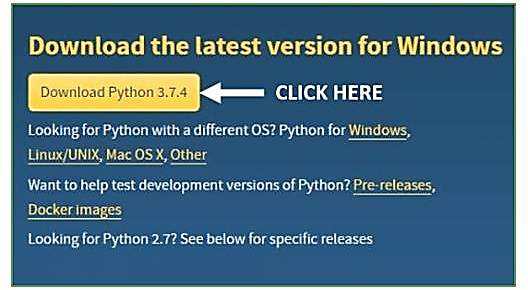 Download the latest version for Windows
Download Python 3.7.4 CLICK HERE
Looking for Python with a different OS? Python for Windows,
Linux/UNIX, Mac OS X, Other
Want to help test development versions of Python? Pre-releases,
Docker images
Looking for Python 2.7? See below for specific releases